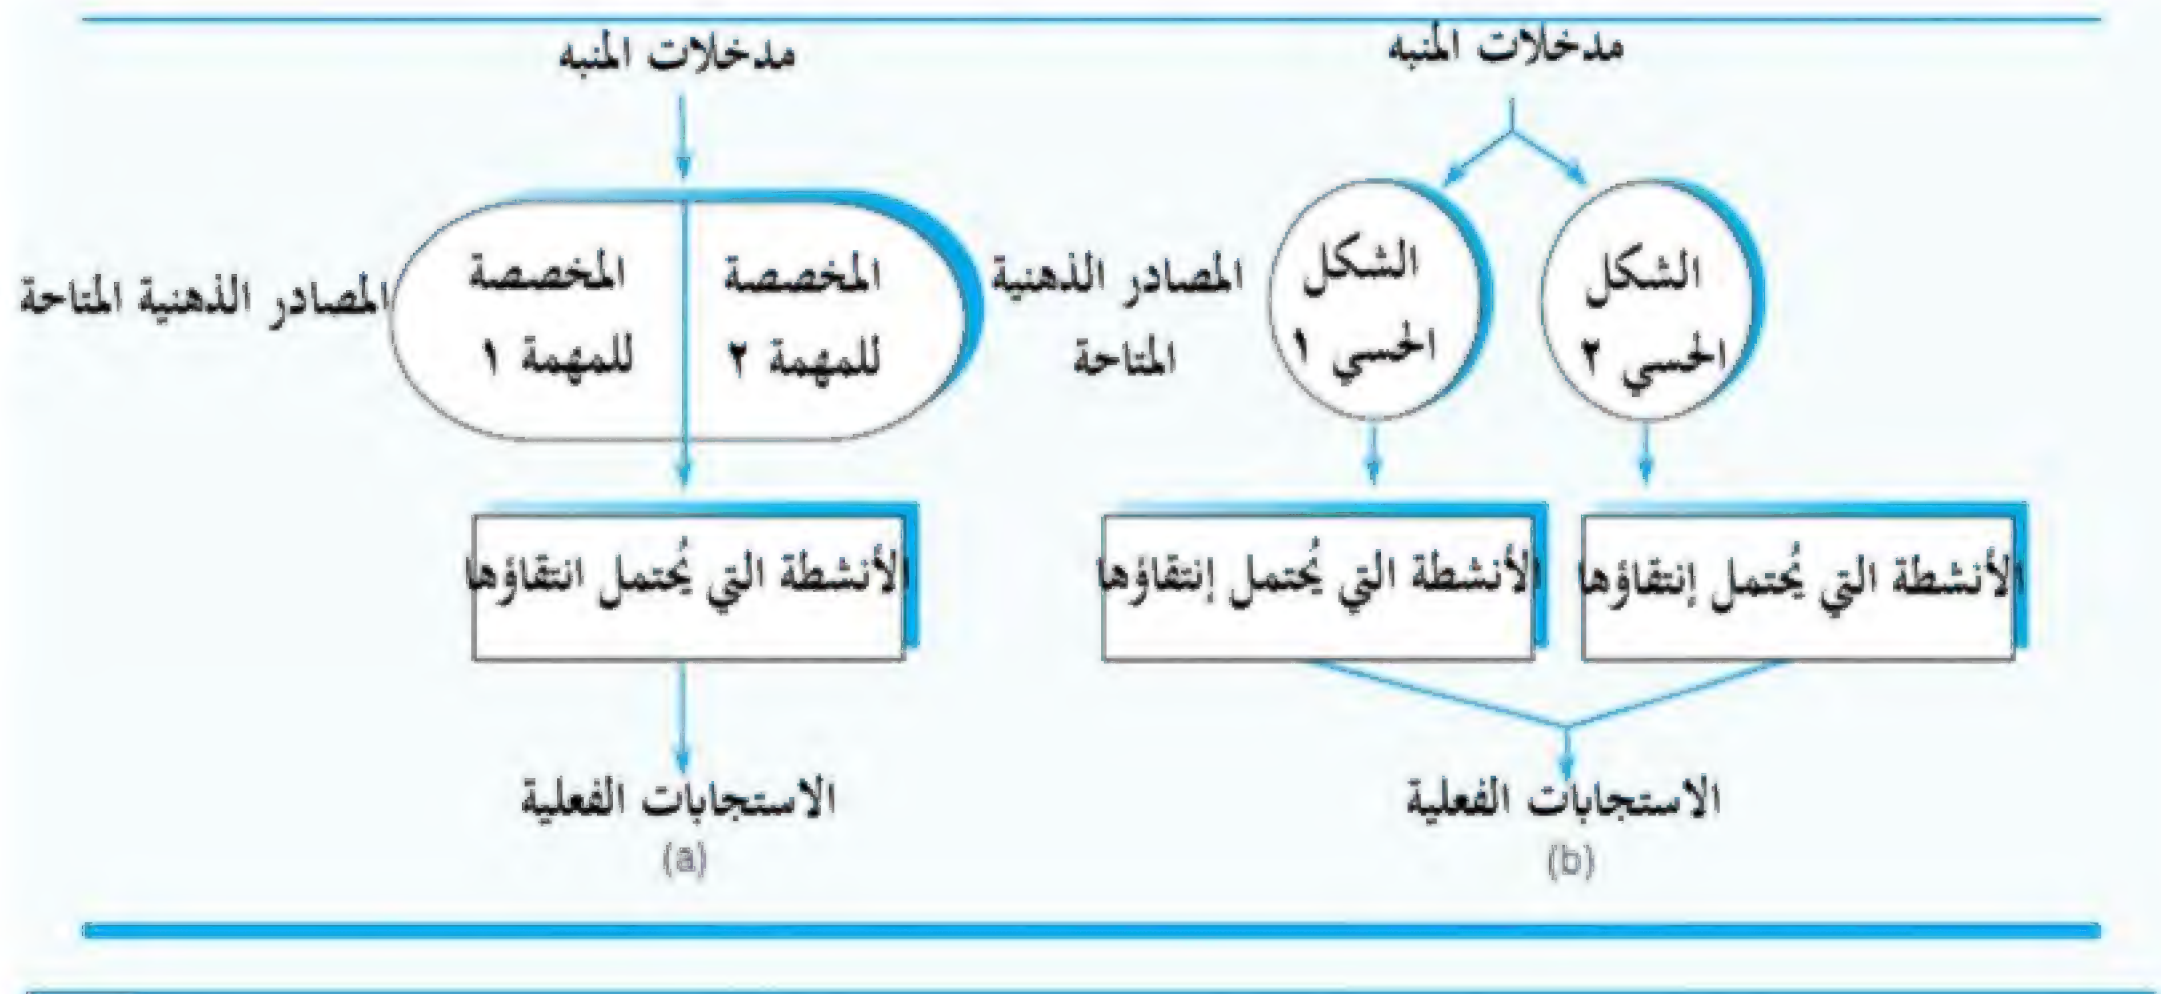 مدخلات المنبه
المصادر الذهنية المتاحة
المخصصة
للمهمة ١
المخصصة
للمهمة ٢
الأنشطة التي يُحتمل انتقاؤها
الاستجابات الفعلية
(a)
مدخلات المنبه
المصادر الذهنية
المتاحة
الشكل
الحسي ١
الشكل
الحسي ٢
الأنشطة التي يُحتمل إنتقاؤها
الأنشطة التي يُحتمل إنتقاؤها
الاستجابات الفعلية
(b)